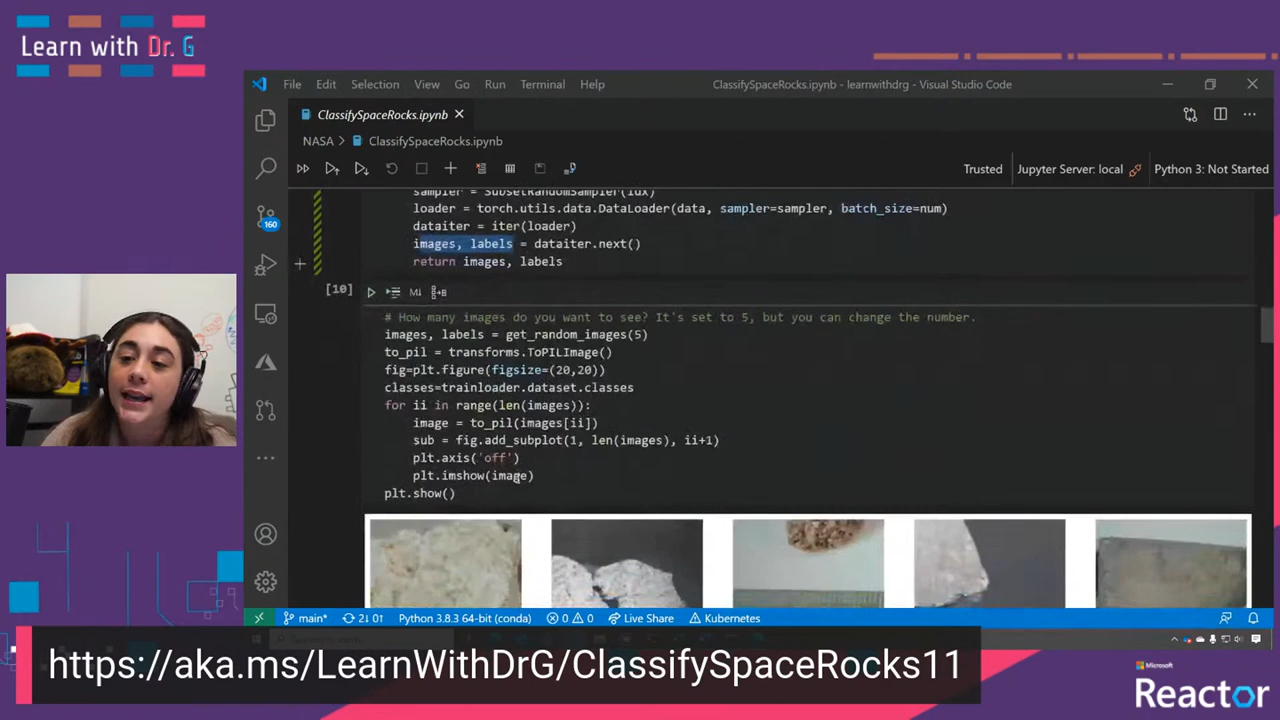 Learn with Dr. G
File Edit Selection View Go Run Terminal Help
ClassifySpaceRocks.ipynb - learnwithdrg - Visual Studio Code
ClassifySpaceRocks.ipynb
NASA > ClassifySpaceRocks.ipynb
Trusted
Jupyter Server: local
Python 3: Not Started
160
sampler = SubsetRandomSampler(idx)
loader = torch.utils.data.DataLoader(data, sampler=sampler, batch_size=num)
dataiter = iter(loader)
images, labels = dataiter.next()
return images, labels
[10]
M↓
# How many images do you want to see? It's set to 5, but you can change the number.
images, labels = get_random_images(5)
to_pil = transforms.ToPILImage()
fig=plt.figure(figsize=(20,20))
classes=trainloader.dataset.classes
for ii in range(len(images)):
image = to_pil(images[ii])
sub = fig.add_subplot(1, len(images), ii+1)
plt.axis('off')
plt.imshow(image)
plt.show()
main* 2↓ 0↑ Python 3.8.3 64-bit (conda) 0 0 Live Share Kubernetes
https://aka.ms/LearnWithDrG/ClassifySpaceRocks11
Microsoft
Reactor